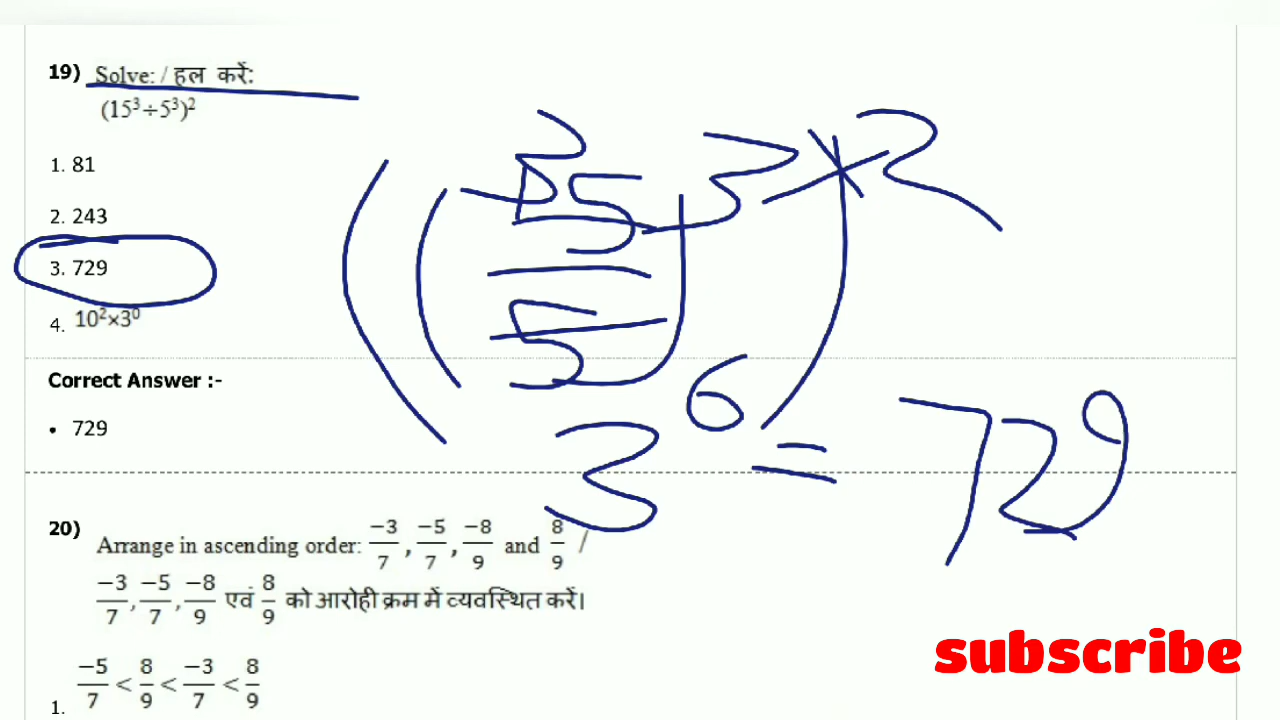 19) Solve: / हल करें:
(15³÷5³)²
1. 81
2. 243
3. 729
4. 10²×3⁰
Correct Answer :-
• 729
15 3 × 2
5
3⁶ = 729
20) Arrange in ascending order: −3/7, −5/7, −8/9 and 8/9 /
−3/7, −5/7, −8/9 एवं 8/9 को आरोही क्रम में व्यवस्थित करें।
1. −5/7 < 8/9 < −3/7 < 8/9
subscribe